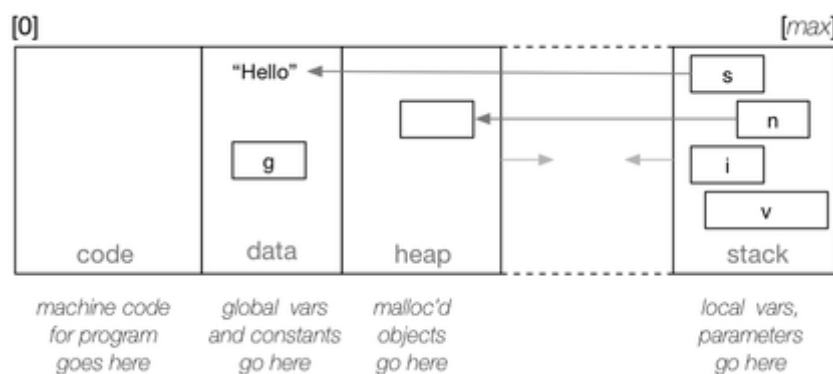 [0] [max]
“Hello” s
n
g i
v
code data heap stack
machine code global vars malloc’d local vars,
for program and constants objects parameters
goes here go here go here go here